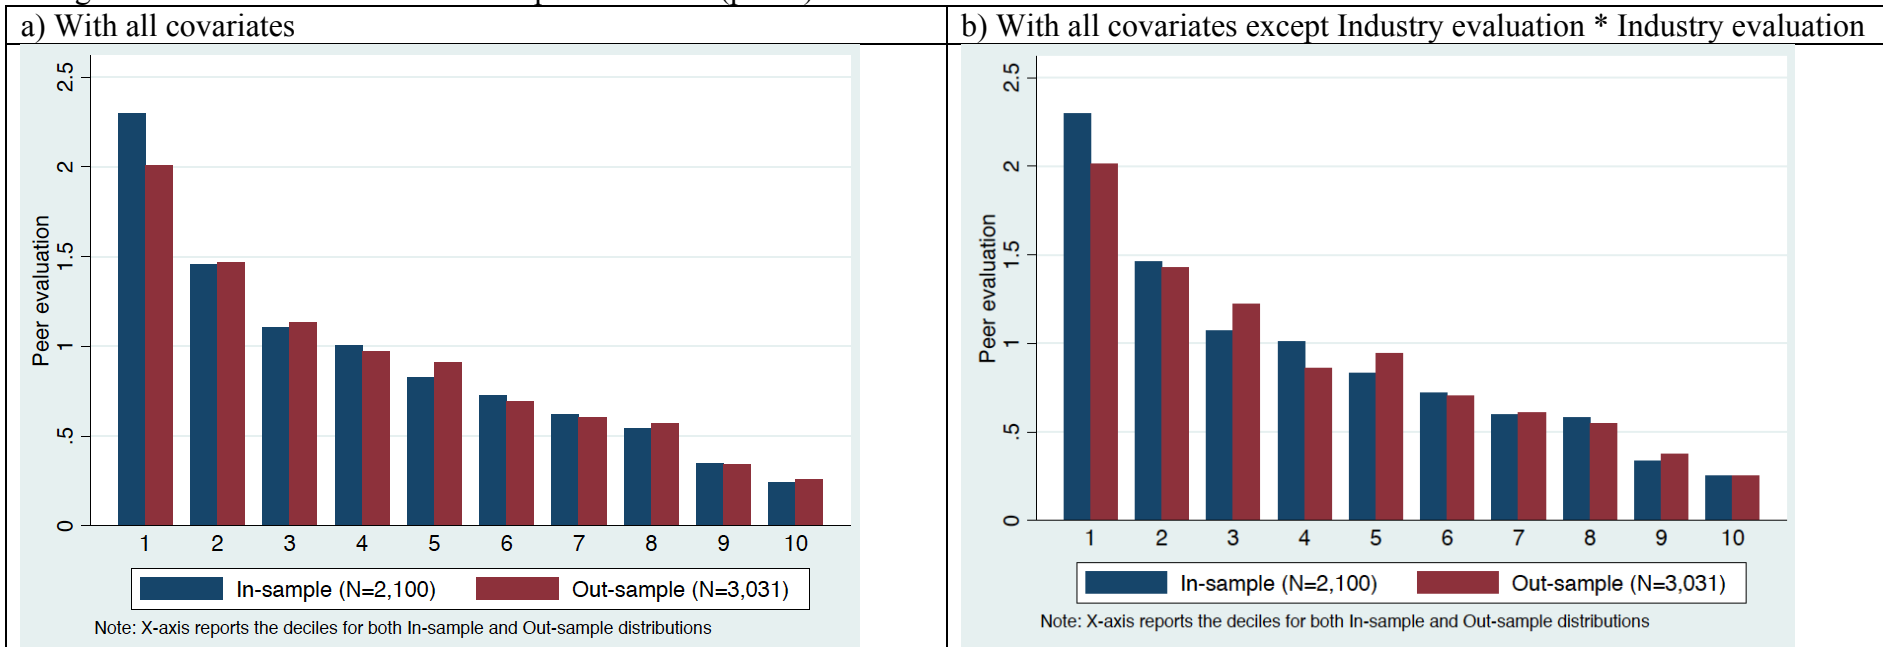 a) With all covariates
b) With all covariates except Industry evaluation * Industry evaluation
Peer evaluation
2.5
2
1.5
1
.5
0
1 2 3 4 5 6 7 8 9 10
In-sample (N=2,100) Out-sample (N=3,031)
Note: X-axis reports the deciles for both In-sample and Out-sample distributions
Peer evaluation
2.5
2
1.5
1
.5
0
1 2 3 4 5 6 7 8 9 10
In-sample (N=2,100) Out-sample (N=3,031)
Note: X-axis reports the deciles for both In-sample and Out-sample distributions